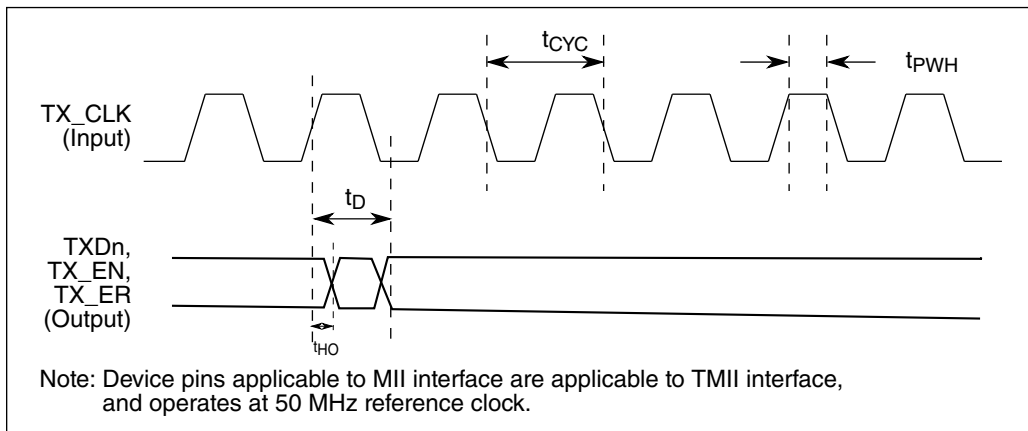 tCYC
tPWH
TX_CLK
(Input)
tD
TXDn,
TX_EN,
TX_ER
(Output)
tHO
Note: Device pins applicable to MII interface are applicable to TMII interface,
and operates at 50 MHz reference clock.